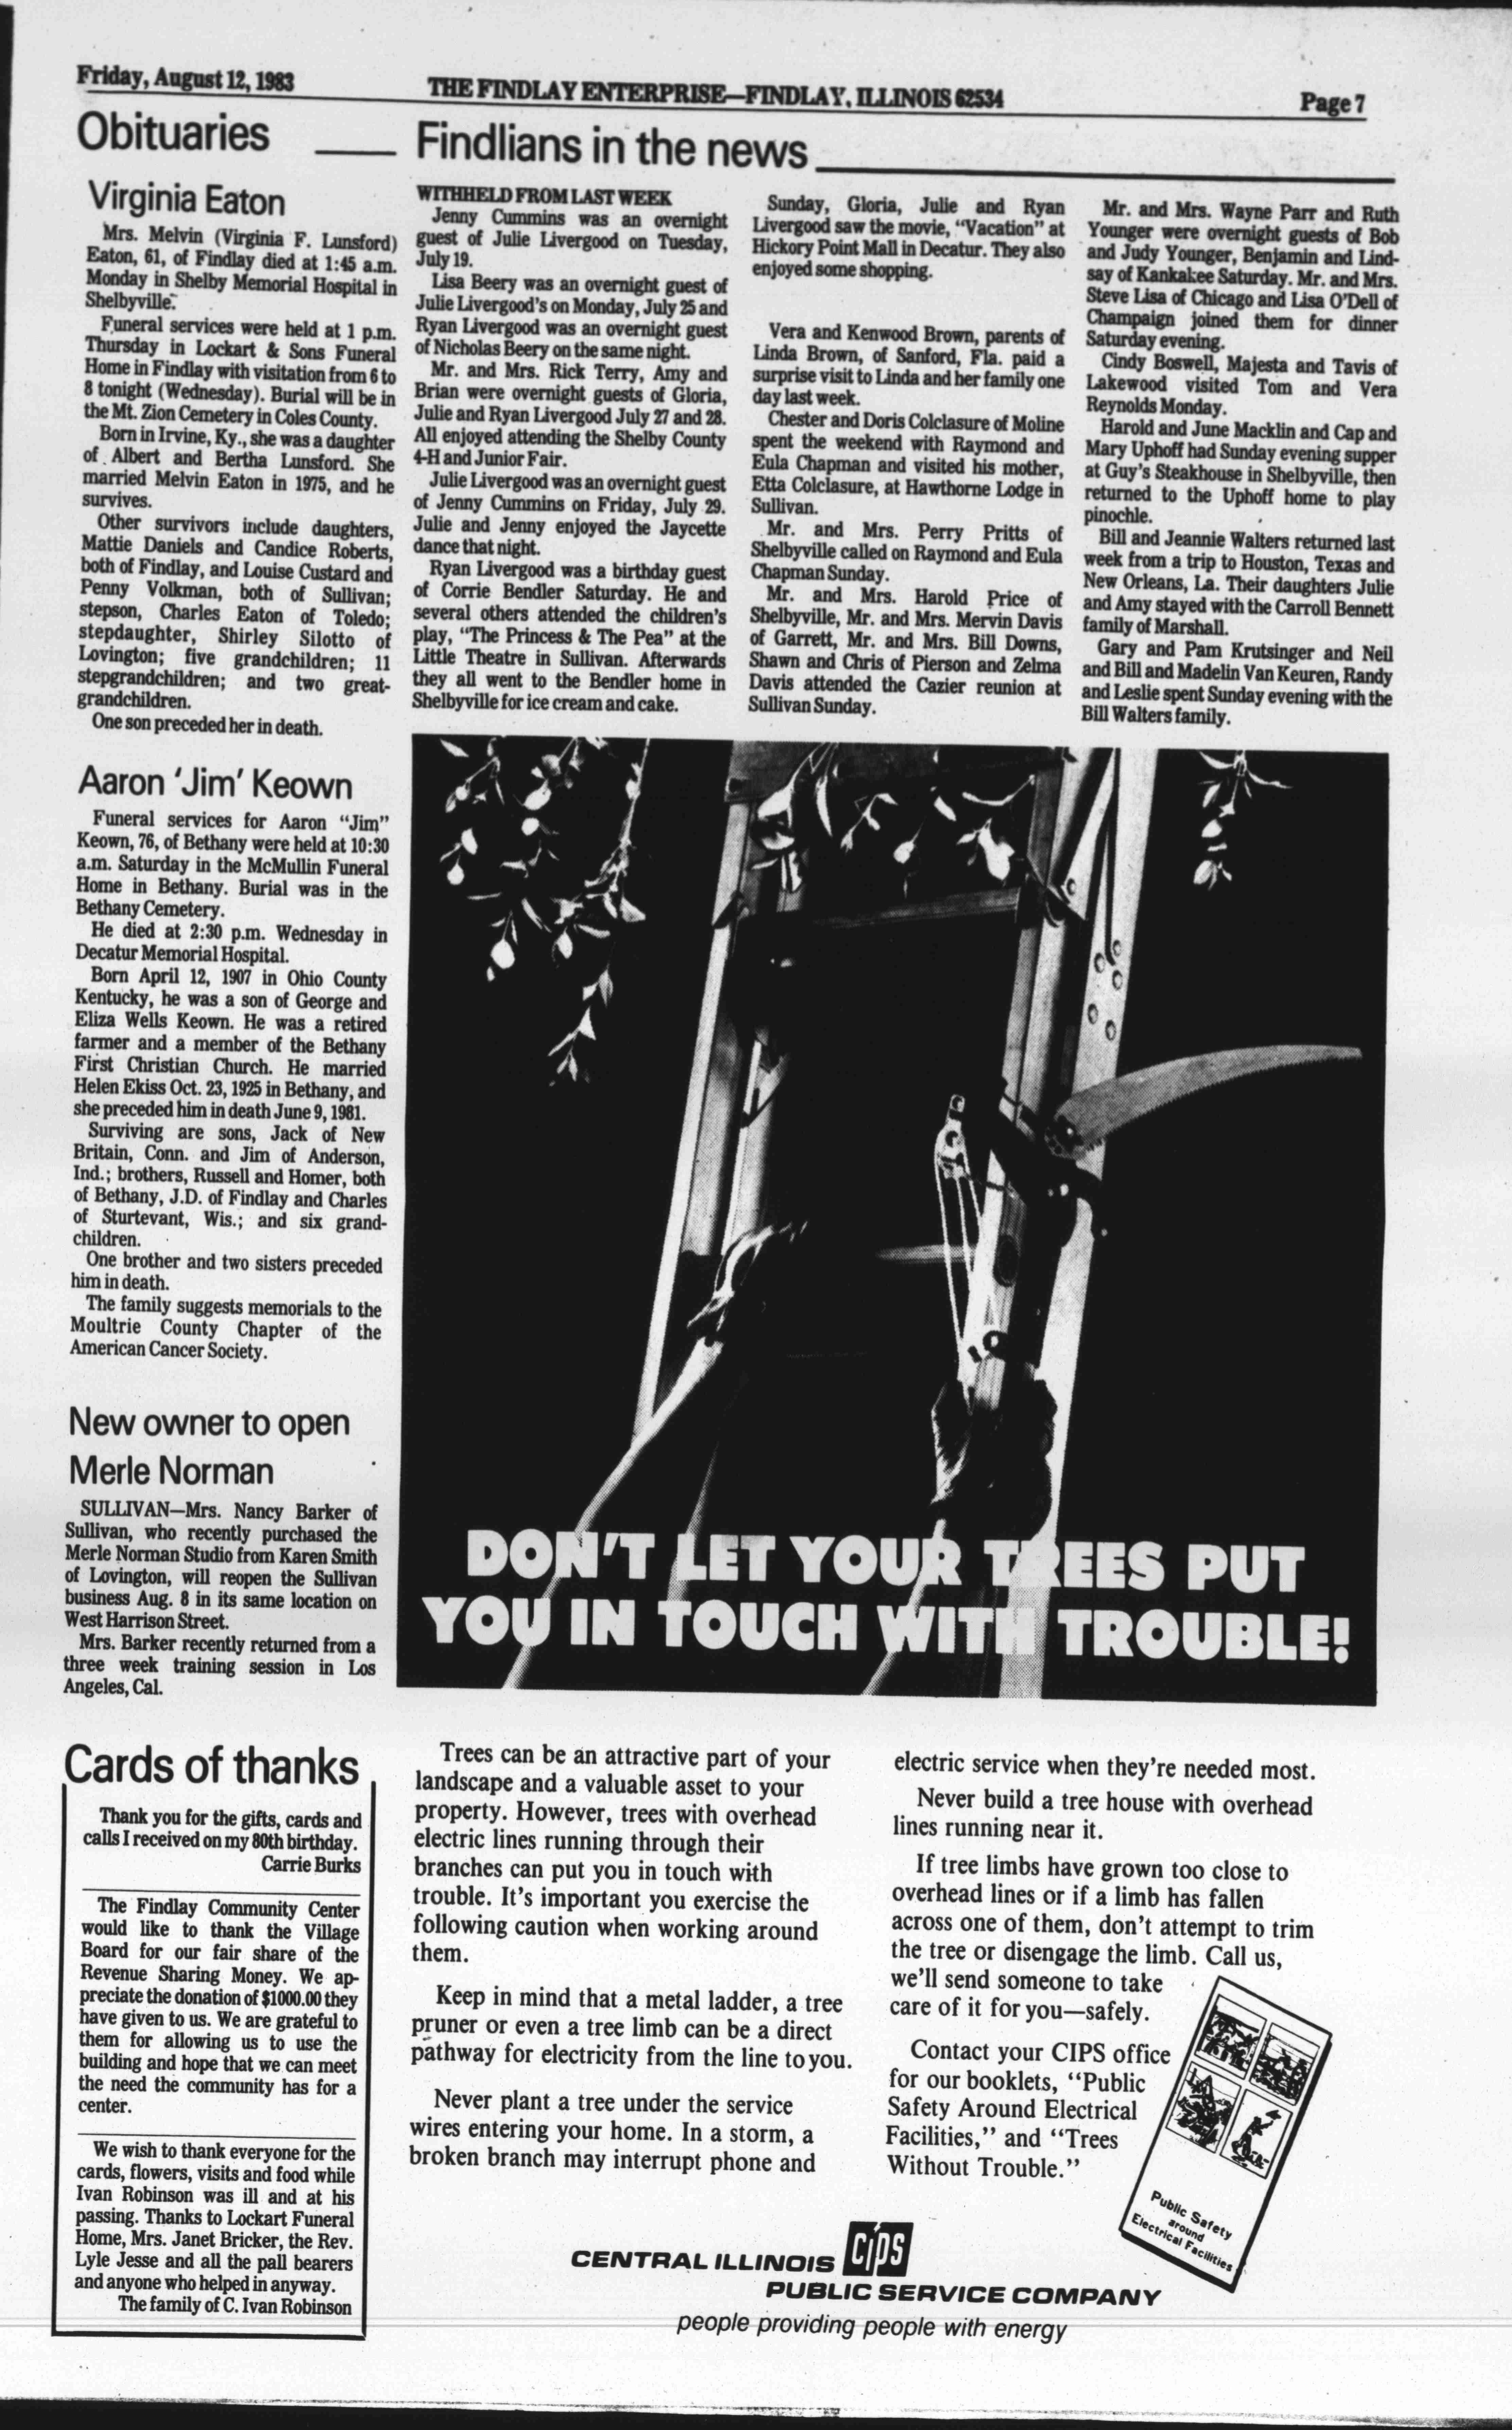 Friday, August 12, 1983
THE FINDLAY ENTERPRISE—FINDLAY, ILLINOIS 62534
Page 7
Obituaries
Virginia Eaton
Mrs. Melvin (Virginia F. Lunsford)
Eaton, 61, of Findlay died at 1:45 a.m.
Monday in Shelby Memorial Hospital in
Shelbyville.
Funeral services were held at 1 p.m.
Thursday in Lockart & Sons Funeral
Home in Findlay with visitation from 6 to
8 tonight (Wednesday). Burial will be in
the Mt. Zion Cemetery in Coles County.
Born in Irvine, Ky., she was a daughter
of Albert and Bertha Lunsford. She
married Melvin Eaton in 1975, and he
survives.
Other survivors include daughters,
Mattie Daniels and Candice Roberts,
both of Findlay, and Louise Custard and
Penny Volkman, both of Sullivan;
stepson, Charles Eaton of Toledo;
stepdaughter, Shirley Silotto of
Lovington; five grandchildren; 11
stepgrandchildren; and two great-
grandchildren.
One son preceded her in death.
Aaron 'Jim' Keown
Funeral services for Aaron "Jim"
Keown, 76, of Bethany were held at 10:30
a.m. Saturday in the McMullin Funeral
Home in Bethany. Burial was in the
Bethany Cemetery.
He died at 2:30 p.m. Wednesday in
Decatur Memorial Hospital.
Born April 12, 1907 in Ohio County
Kentucky, he was a son of George and
Eliza Wells Keown. He was a retired
farmer and a member of the Bethany
First Christian Church. He married
Helen Ekiss Oct. 23, 1925 in Bethany, and
she preceded him in death June 9, 1981.
Surviving are sons, Jack of New
Britain, Conn. and Jim of Anderson,
Ind.; brothers, Russell and Homer, both
of Bethany, J.D. of Findlay and Charles
of Sturtevant, Wis.; and six grand-
children.
One brother and two sisters preceded
him in death.
The family suggests memorials to the
Moultrie County Chapter of the
American Cancer Society.
New owner to open
Merle Norman
SULLIVAN—Mrs. Nancy Barker of
Sullivan, who recently purchased the
Merle Norman Studio from Karen Smith
of Lovington, will reopen the Sullivan
business Aug. 8 in its same location on
West Harrison Street.
Mrs. Barker recently returned from a
three week training session in Los
Angeles, Cal.
Cards of thanks
Thank you for the gifts, cards and
calls I received on my 80th birthday.
Carrie Burks
The Findlay Community Center
would like to thank the Village
Board for our fair share of the
Revenue Sharing Money. We ap-
preciate the donation of $1000.00 they
have given to us. We are grateful to
them for allowing us to use the
building and hope that we can meet
the need the community has for a
center.
We wish to thank everyone for the
cards, flowers, visits and food while
Ivan Robinson was ill and at his
passing. Thanks to Lockart Funeral
Home, Mrs. Janet Bricker, the Rev.
Lyle Jesse and all the pall bearers
and anyone who helped in anyway.
The family of C. Ivan Robinson
Findlians in the news
WITHHELD FROM LAST WEEK
Jenny Cummins was an overnight
guest of Julie Livergood on Tuesday,
July 19.
Lisa Beery was an overnight guest of
Julie Livergood's on Monday, July 25 and
Ryan Livergood was an overnight guest
of Nicholas Beery on the same night.
Mr. and Mrs. Rick Terry, Amy and
Brian were overnight guests of Gloria,
Julie and Ryan Livergood July 27 and 28.
All enjoyed attending the Shelby County
4-H and Junior Fair.
Julie Livergood was an overnight guest
of Jenny Cummins on Friday, July 29.
Julie and Jenny enjoyed the Jaycette
dance that night.
Ryan Livergood was a birthday guest
of Corrie Bendler Saturday. He and
several others attended the children's
play, "The Princess & The Pea" at the
Little Theatre in Sullivan. Afterwards
they all went to the Bendler home in
Shelbyville for ice cream and cake.
Sunday, Gloria, Julie and Ryan
Livergood saw the movie, "Vacation" at
Hickory Point Mall in Decatur. They also
enjoyed some shopping.
Vera and Kenwood Brown, parents of
Linda Brown, of Sanford, Fla. paid a
surprise visit to Linda and her family one
day last week.
Chester and Doris Colclasure of Moline
spent the weekend with Raymond and
Eula Chapman and visited his mother,
Etta Colclasure, at Hawthorne Lodge in
Sullivan.
Mr. and Mrs. Perry Pritts of
Shelbyville called on Raymond and Eula
Chapman Sunday.
Mr. and Mrs. Harold Price of
Shelbyville, Mr. and Mrs. Mervin Davis
of Garrett, Mr. and Mrs. Bill Downs,
Shawn and Chris of Pierson and Zelma
Davis attended the Cazier reunion at
Sullivan Sunday.
Mr. and Mrs. Wayne Parr and Ruth
Younger were overnight guests of Bob
and Judy Younger, Benjamin and Lind-
say of Kankakee Saturday. Mr. and Mrs.
Steve Lisa of Chicago and Lisa O'Dell of
Champaign joined them for dinner
Saturday evening.
Cindy Boswell, Majesta and Tavis of
Lakewood visited Tom and Vera
Reynolds Monday.
Harold and June Macklin and Cap and
Mary Uphoff had Sunday evening supper
at Guy's Steakhouse in Shelbyville, then
returned to the Uphoff home to play
pinochle.
Bill and Jeannie Walters returned last
week from a trip to Houston, Texas and
New Orleans, La. Their daughters Julie
and Amy stayed with the Carroll Bennett
family of Marshall.
Gary and Pam Krutsinger and Neil
and Bill and Madelin Van Keuren, Randy
and Leslie spent Sunday evening with the
Bill Walters family.
DON'T LET YOUR TREES PUT
YOU IN TOUCH WITH TROUBLE!
Trees can be an attractive part of your
landscape and a valuable asset to your
property. However, trees with overhead
electric lines running through their
branches can put you in touch with
trouble. It's important you exercise the
following caution when working around
them.
Keep in mind that a metal ladder, a tree
pruner or even a tree limb can be a direct
pathway for electricity from the line to you.
Never plant a tree under the service
wires entering your home. In a storm, a
broken branch may interrupt phone and
electric service when they're needed most.
Never build a tree house with overhead
lines running near it.
If tree limbs have grown too close to
overhead lines or if a limb has fallen
across one of them, don't attempt to trim
the tree or disengage the limb. Call us,
we'll send someone to take
care of it for you—safely.
Contact your CIPS office
for our booklets, "Public
Safety Around Electrical
Facilities," and "Trees
Without Trouble."
Public Safety
around
Electrical Facilities
CENTRAL ILLINOIS CIPS
PUBLIC SERVICE COMPANY
people providing people with energy